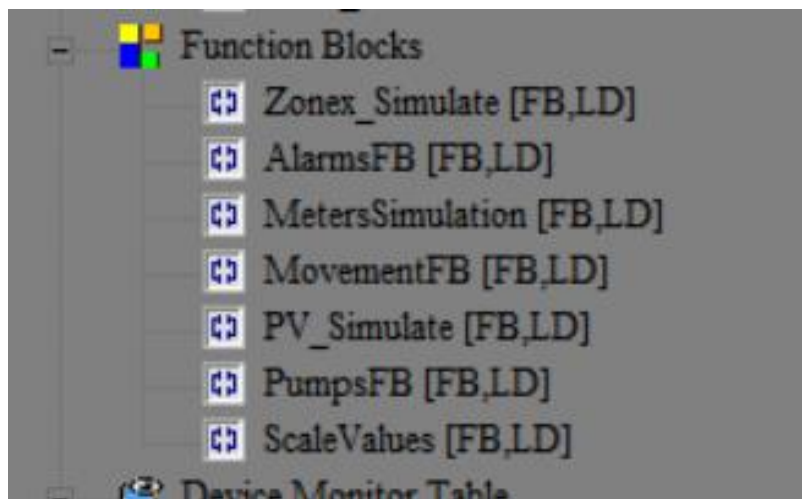 Function Blocks
Zonex_Simulate [FB,LD]
AlarmsFB [FB,LD]
MetersSimulation [FB,LD]
MovementFB [FB,LD]
PV_Simulate [FB,LD]
PumpsFB [FB,LD]
ScaleValues [FB,LD]
Device Monitor Table